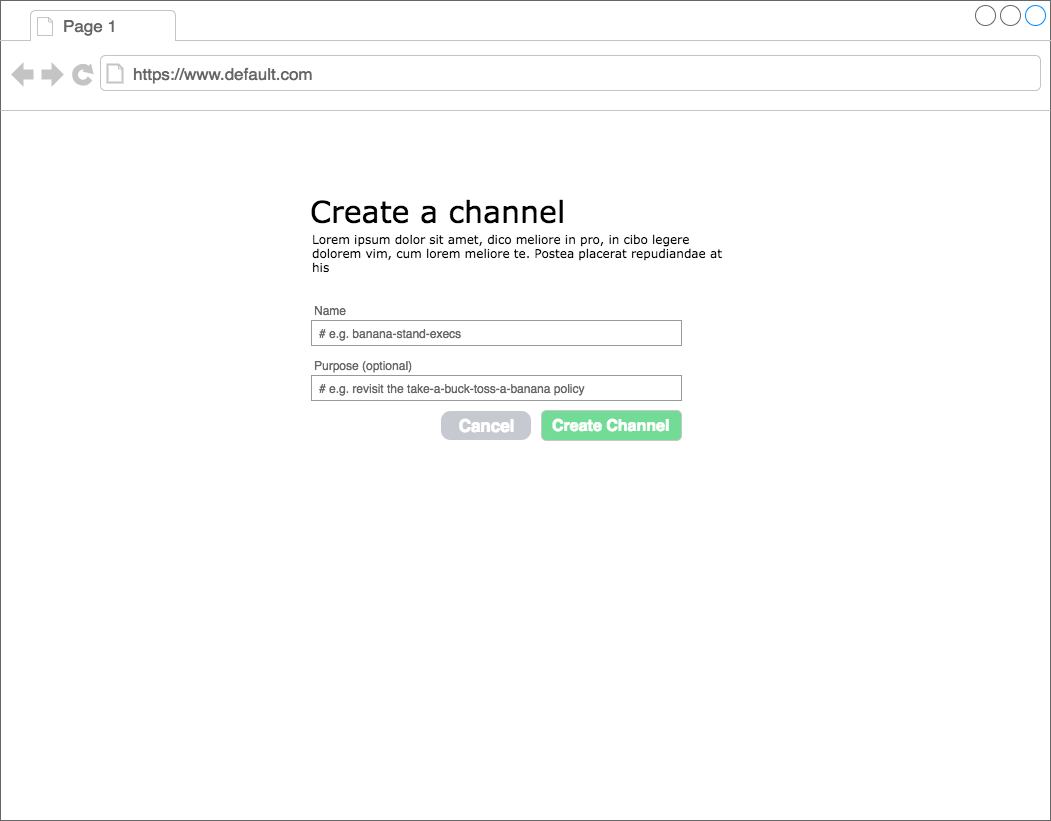 Page 1
https://www.default.com
Create a channel
Lorem ipsum dolor sit amet, dico meliore in pro, in cibo legere
dolorem vim, cum lorem meliore te. Postea placerat repudiandae at
his
Name
# e.g. banana-stand-execs
Purpose (optional)
# e.g. revisit the take-a-buck-toss-a-banana policy
Cancel Create Channel